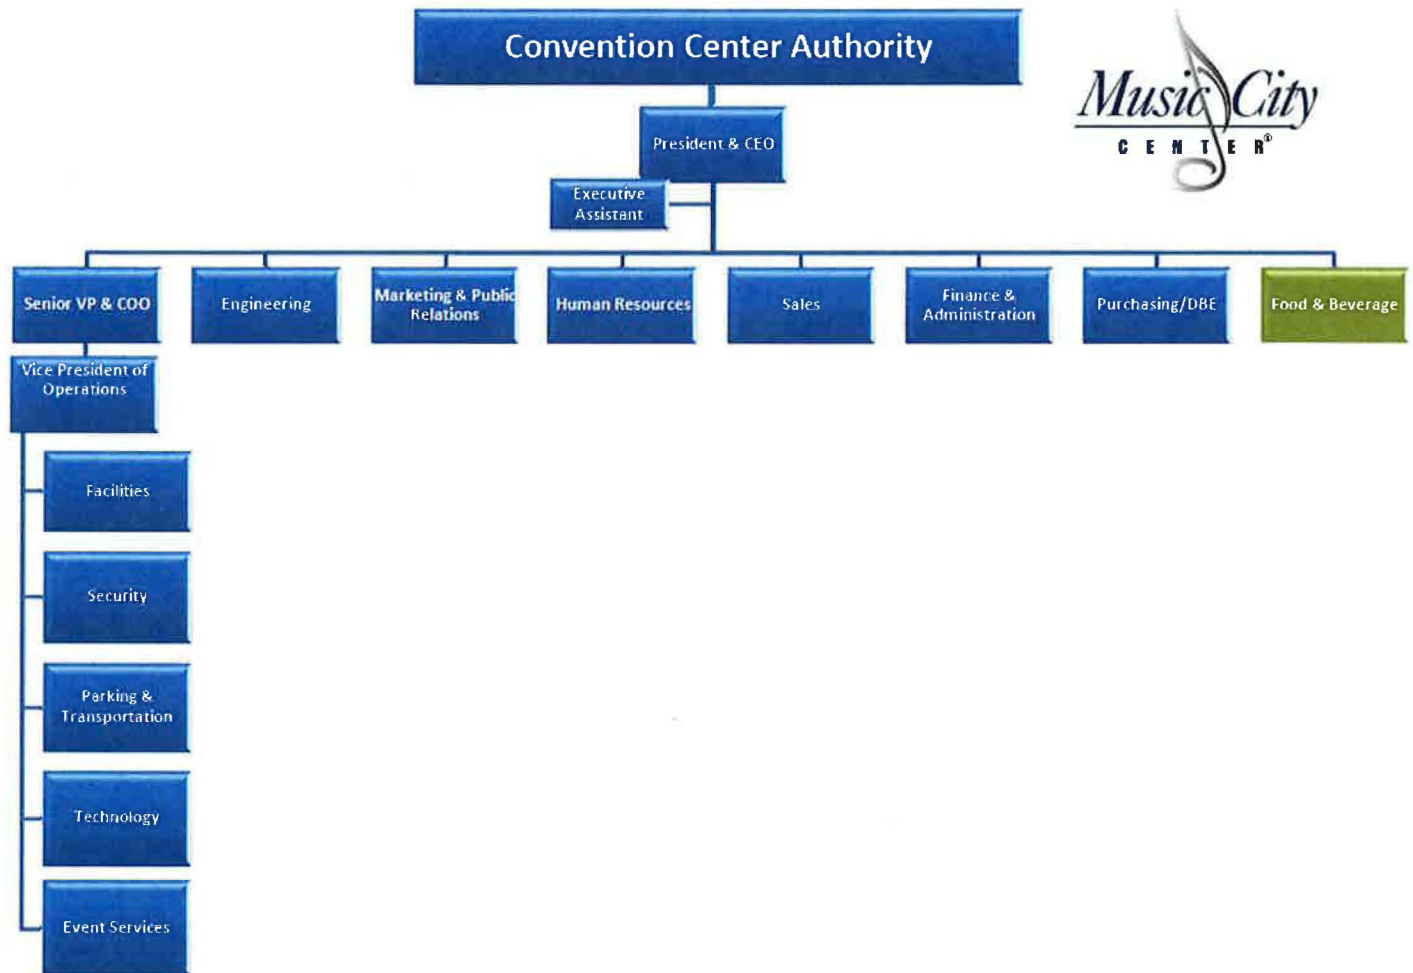 Convention Center Authority
Music City
CENTER®
President & CEO
Executive
Assistant
Senior VP & COO
Engineering
Marketing & Public
Relations
Human Resources
Sales
Finance &
Administration
Purchasing/DBE
Food & Beverage
Vice President of
Operations
Facilities
Security
Parking &
Transportation
Technology
Event Services